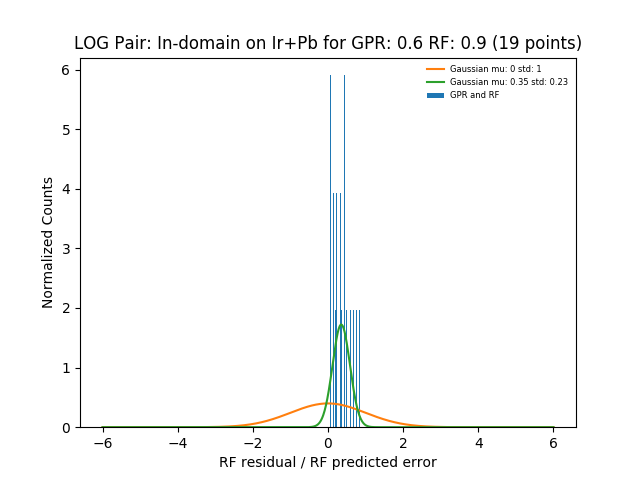 LOG Pair: In-domain on Ir+Pb for GPR: 0.6 RF: 0.9 (19 points)
Gaussian mu: 0 std: 1
Gaussian mu: 0.35 std: 0.23
GPR and RF
6
5
4
3
2
1
0
Normalized Counts
−6 −4 −2 0 2 4 6
RF residual / RF predicted error